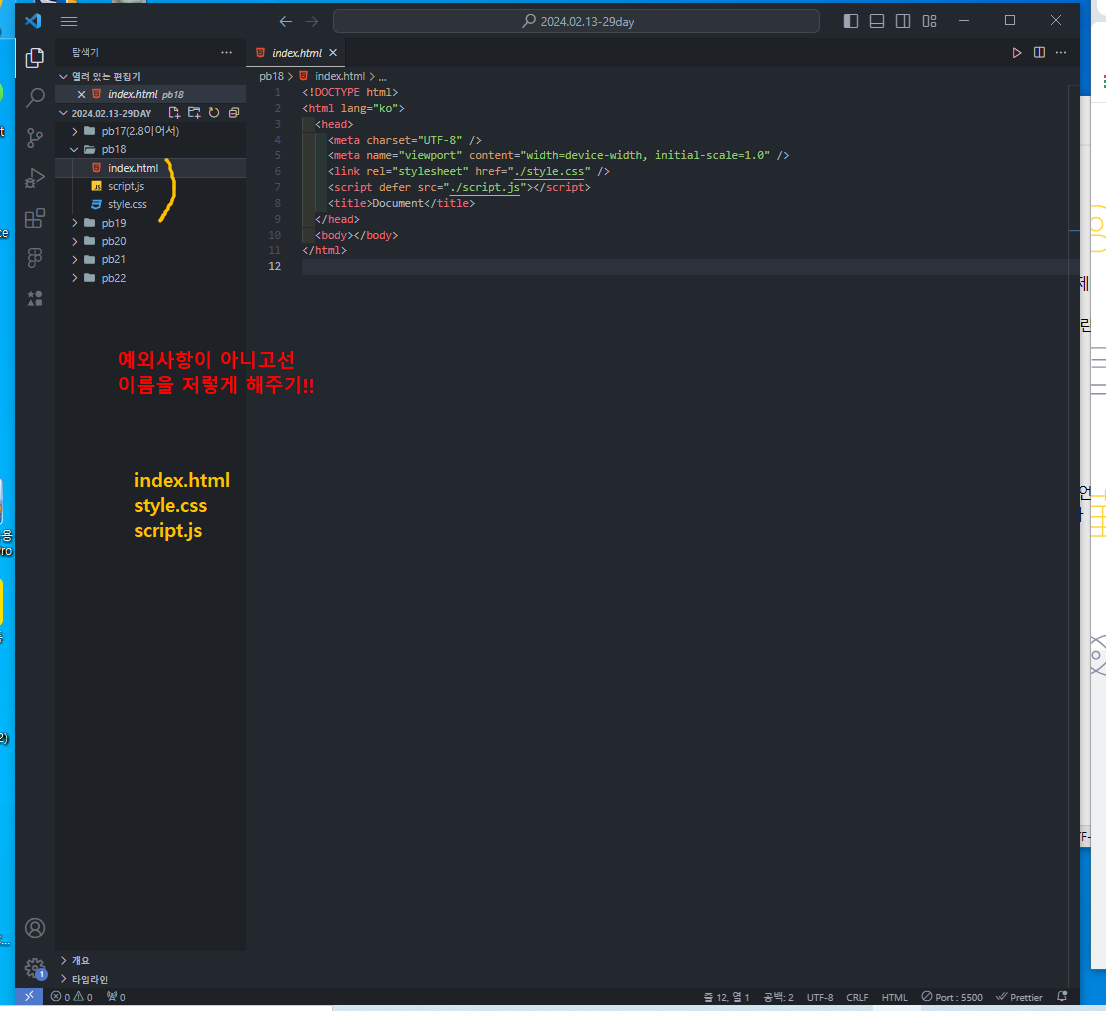 2024.02.13-29day
탐색기
index.html
열려 있는 편집기
index.html pb18
2024.02.13-29DAY
pb17(2.8이어서)
pb18
index.html
script.js
style.css
pb19
pb20
pb21
pb22
pb18 > index.html > ...
1 <!DOCTYPE html>
2 <html lang="ko">
3 <head>
4 <meta charset="UTF-8" />
5 <meta name="viewport" content="width=device-width, initial-scale=1.0" />
6 <link rel="stylesheet" href="./style.css" />
7 <script defer src="./script.js"></script>
8 <title>Document</title>
9 </head>
10 <body></body>
11 </html>
12
예외사항이 아니고선
이름을 저렇게 해주기!!
index.html
style.css
script.js
개요
타임라인
1
0 0 0
줄 12, 열 1 공백: 2 UTF-8 CRLF HTML Port : 5500 Prettier